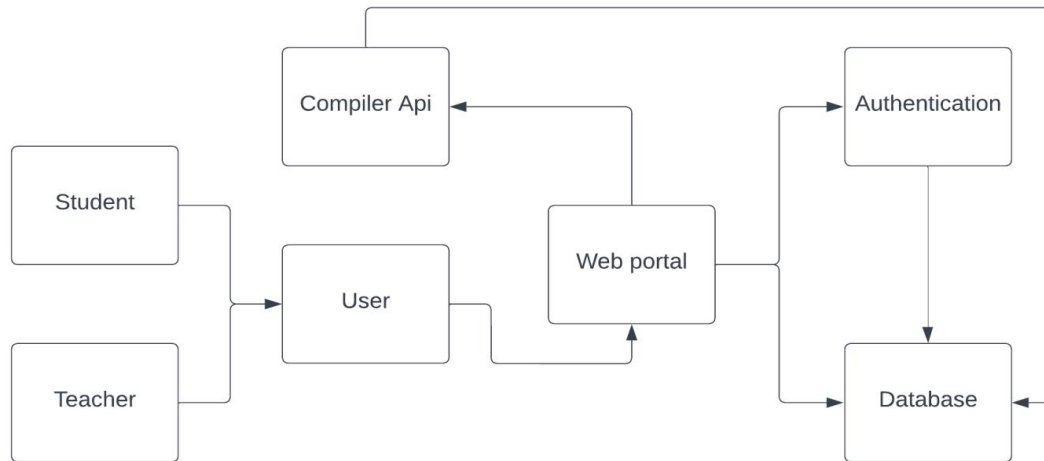 Compiler Api
Authentication
Student
Web portal
User
Teacher
Database